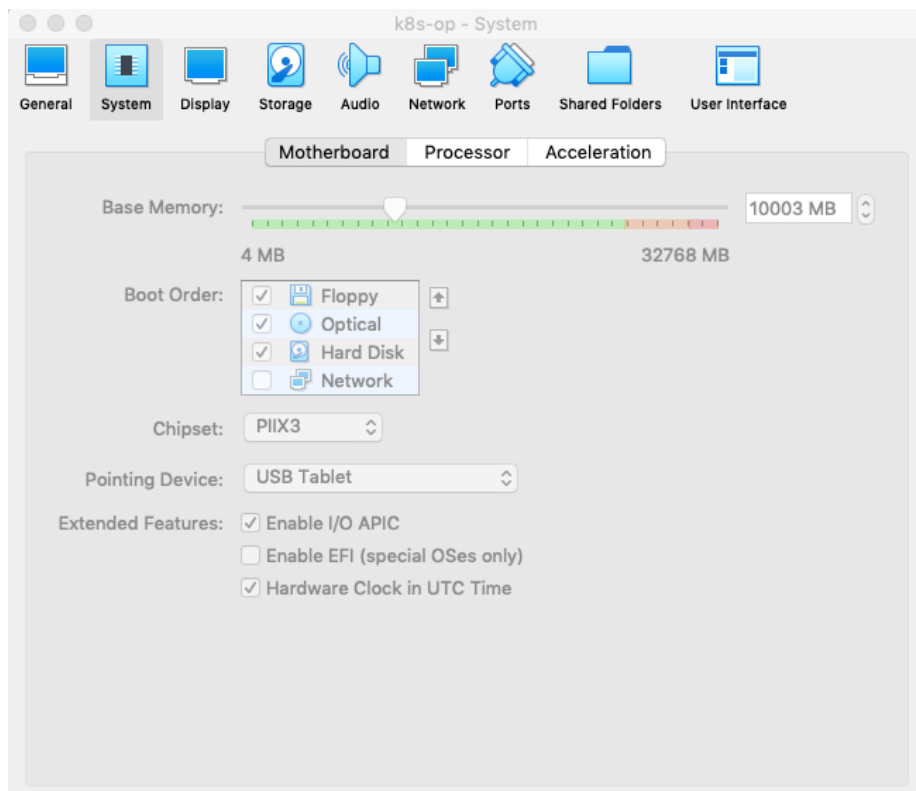 k8s-op - System
General System Display Storage Audio Network Ports Shared Folders User Interface
Motherboard Processor Acceleration
Base Memory: 10003 MB
4 MB 32768 MB
Boot Order: Floppy
Optical
Hard Disk
Network
Chipset: PIIX3
Pointing Device: USB Tablet
Extended Features: Enable I/O APIC
Enable EFI (special OSes only)
Hardware Clock in UTC Time